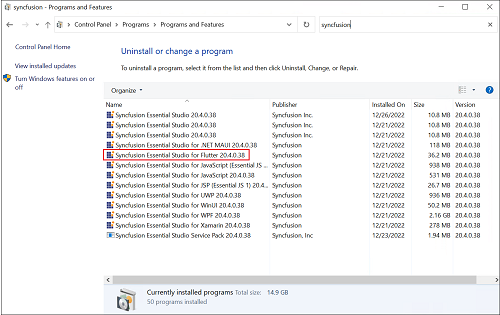 syncfusion - Programs and Features
Control Panel > Programs > Programs and Features
syncfusion
Control Panel Home
View installed updates
Turn Windows features on or
off
Uninstall or change a program
To uninstall a program, select it from the list and then click Uninstall, Change, or Repair.
Organize
Name Publisher Installed On Size Version
Syncfusion Essential Studio 20.4.0.38 Syncfusion Inc. 12/26/2022 10.8 MB 20.4.0.38
Syncfusion Essential Studio 20.4.0.38 Syncfusion Inc. 12/21/2022 10.8 MB 20.4.0.38
Syncfusion Essential Studio 20.4.0.38 Syncfusion Inc. 12/21/2022 10.8 MB 20.4.0.38
Syncfusion Essential Studio for .NET MAUI 20.4.0.38 Syncfusion 12/21/2022 118 MB 20.4.0.38
Syncfusion Essential Studio for Flutter 20.4.0.38 Syncfusion 12/21/2022 36.2 MB 20.4.0.38
Syncfusion Essential Studio for JavaScript (Essential JS ... Syncfusion 12/21/2022 938 MB 20.4.0.38
Syncfusion Essential Studio for JavaScript 20.4.0.38 Syncfusion 12/21/2022 531 MB 20.4.0.38
Syncfusion Essential Studio for JSP (Essential JS 1) 20.4.0... Syncfusion 12/21/2022 26.7 MB 20.4.0.38
Syncfusion Essential Studio for UWP 20.4.0.38 Syncfusion 12/21/2022 936 MB 20.4.0.38
Syncfusion Essential Studio for WinUI 20.4.0.38 Syncfusion 12/21/2022 50.2 MB 20.4.0.38
Syncfusion Essential Studio for WPF 20.4.0.38 Syncfusion 12/21/2022 2.16 GB 20.4.0.38
Syncfusion Essential Studio for Xamarin 20.4.0.38 Syncfusion 12/21/2022 278 MB 20.4.0.38
Syncfusion Essential Studio Service Pack 20.4.0.38 Syncfusion, Inc 12/23/2022 1.94 MB 20.4.0.38
Currently installed programs Total size: 14.9 GB
50 programs installed